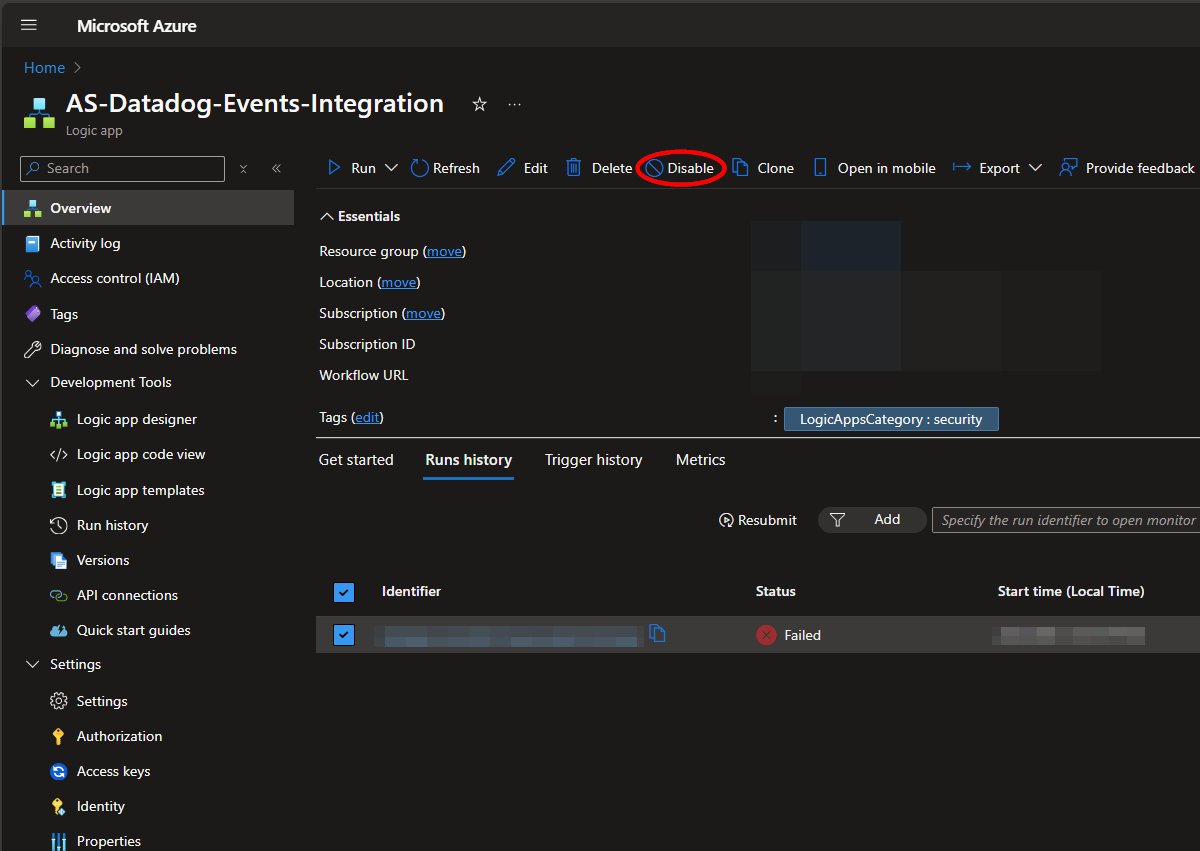 Microsoft Azure
Home
AS-Datadog-Events-Integration
Logic app
Search
Run Refresh Edit Delete Disable Clone Open in mobile Export Provide feedback
Overview
Activity log
Access control (IAM)
Tags
Diagnose and solve problems
Development Tools
Logic app designer
Logic app code view
Logic app templates
Run history
Versions
API connections
Quick start guides
Settings
Settings
Authorization
Access keys
Identity
Properties
Essentials
Resource group (move)
Location (move)
Subscription (move)
Subscription ID
Workflow URL
Tags (edit) : LogicAppsCategory : security
Get started Runs history Trigger history Metrics
Resubmit Add Specify the run identifier to open monitor
Identifier Status Start time (Local Time)
Failed